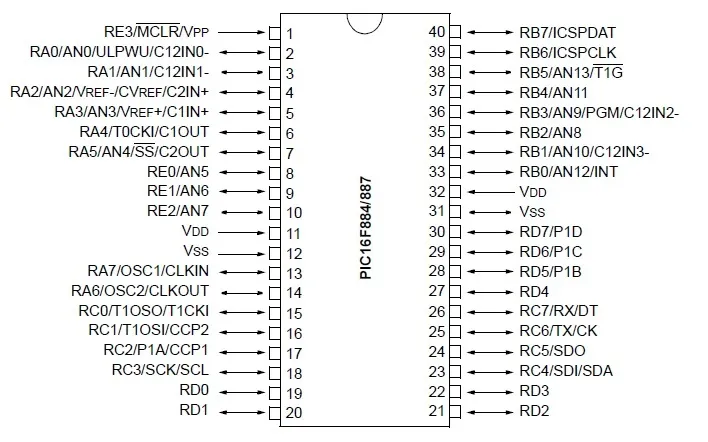 RE3/MCLR/VPP 1 40 RB7/ICSPDAT
RA0/AN0/ULPWU/C12IN0- 2 39 RB6/ICSPCLK
RA1/AN1/C12IN1- 3 38 RB5/AN13/T1G
RA2/AN2/VREF-/CVREF/C2IN+ 4 37 RB4/AN11
RA3/AN3/VREF+/C1IN+ 5 36 RB3/AN9/PGM/C12IN2-
RA4/T0CKI/C1OUT 6 35 RB2/AN8
RA5/AN4/SS/C2OUT 7 34 RB1/AN10/C12IN3-
RE0/AN5 8 33 RB0/AN12/INT
RE1/AN6 9 32 VDD
RE2/AN7 10 31 VSS
VDD 11 30 RD7/P1D
VSS 12 29 RD6/P1C
RA7/OSC1/CLKIN 13 28 RD5/P1B
RA6/OSC2/CLKOUT 14 27 RD4
RC0/T1OSO/T1CKI 15 26 RC7/RX/DT
RC1/T1OSI/CCP2 16 25 RC6/TX/CK
RC2/P1A/CCP1 17 24 RC5/SDO
RC3/SCK/SCL 18 23 RC4/SDI/SDA
RD0 19 22 RD3
RD1 20 21 RD2
PIC16F884/887